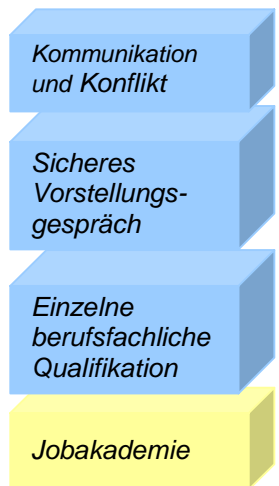 Kommunikation
und Konflikt
Sicheres
Vorstellungs-
gespräch
Einzelne
berufsfachliche
Qualifikation
Jobakademie